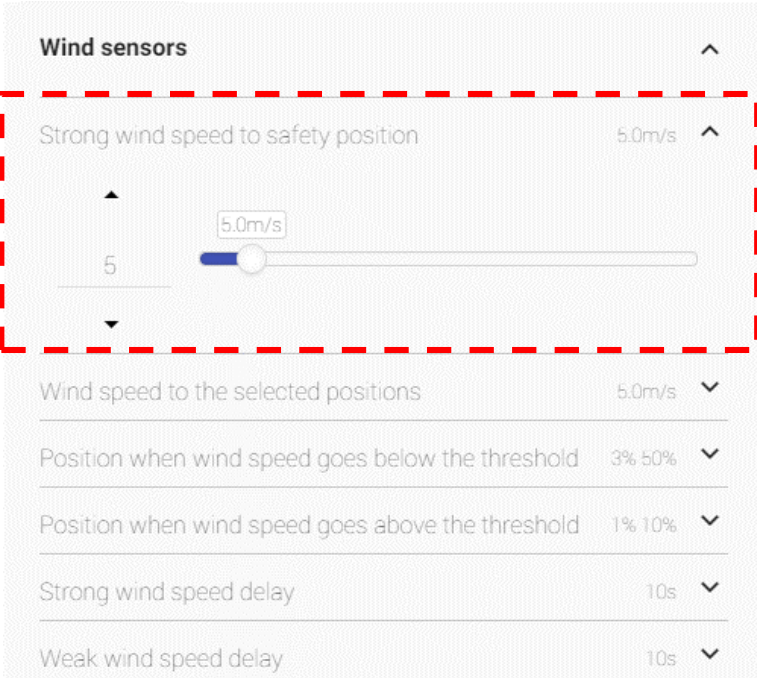 Wind sensors
Strong wind speed to safety position 5.0m/s
5.0m/s
5
Wind speed to the selected positions 5.0m/s
Position when wind speed goes below the threshold 3% 50%
Position when wind speed goes above the threshold 1% 10%
Strong wind speed delay 10s
Weak wind speed delay 10s